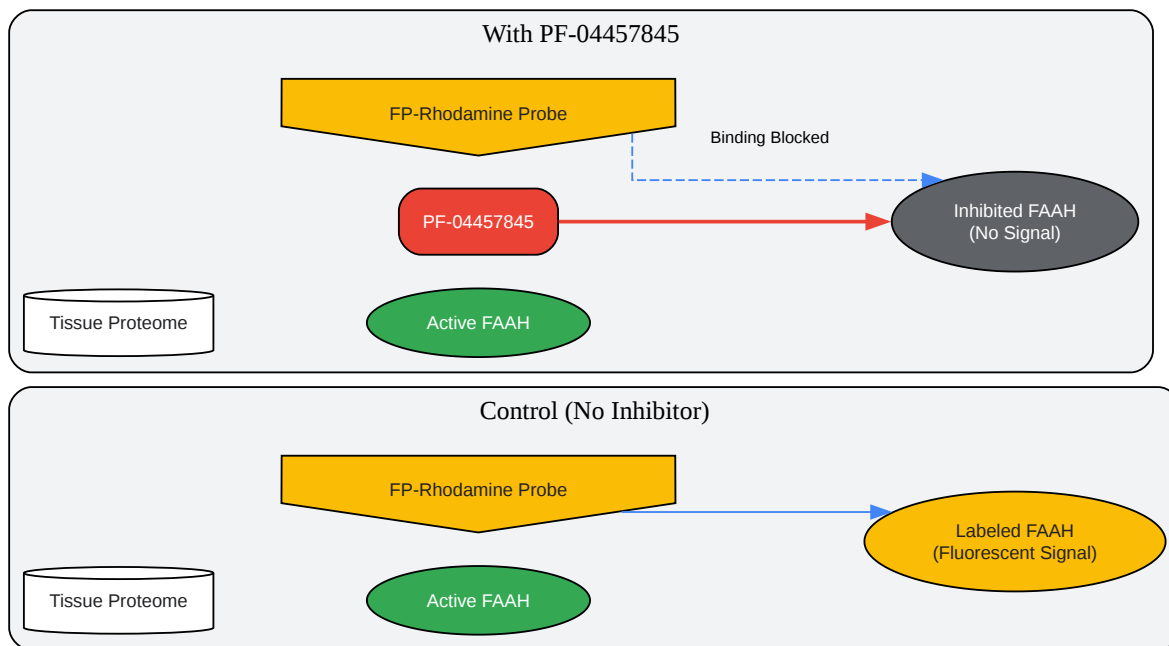 With PF-04457845
FP-Rhodamine Probe
Binding Blocked
PF-04457845
Inhibited FAAH
(No Signal)
Tissue Proteome
Active FAAH
Control (No Inhibitor)
FP-Rhodamine Probe
Labeled FAAH
(Fluorescent Signal)
Tissue Proteome
Active FAAH